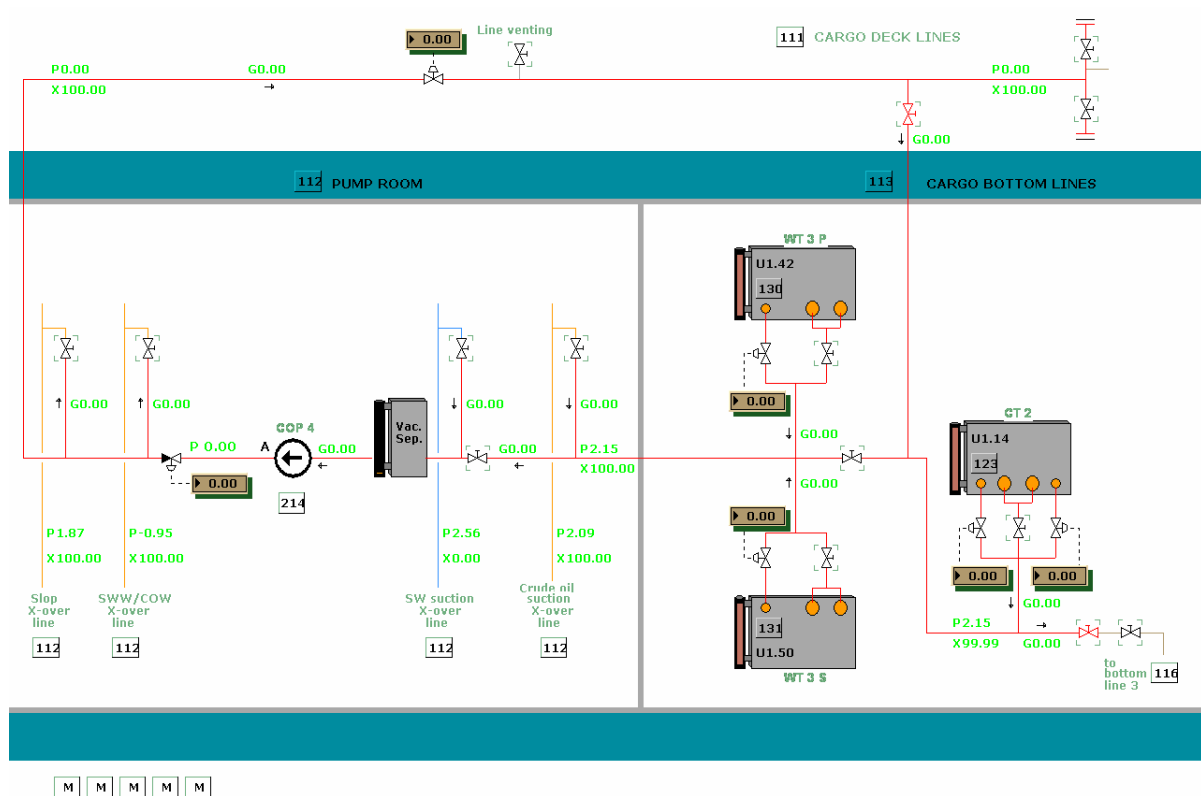 Line venting
0.00
111 CARGO DECK LINES
P0.00
G0.00
P0.00
X100.00
X100.00
G0.00
112 PUMP ROOM
113 CARGO BOTTOM LINES
WT 3 P
U1.42
130
0.00
G0.00
G0.00
G0.00
G0.00
COP 4
Vac.
Sep.
A
P 0.00
G0.00
G0.00
P2.15
X100.00
G0.00
G0.00
0.00
214
0.00
CT 2
U1.14
123
P1.87
P-0.95
P2.56
P2.09
X100.00
X100.00
X0.00
X100.00
0.00
0.00
Slop
X-over
line
SWW/COW
X-over
line
SW suction
X-over
line
Crude oil
suction
X-over
line
112
112
112
112
131
U1.50
WT 3 S
G0.00
P2.15
X99.99
G0.00
to
bottom
line 3
116
M M M M M